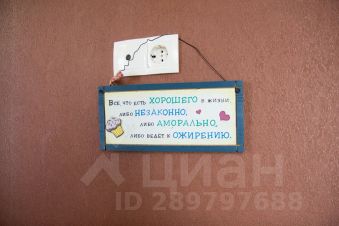 Всё, что есть ХОРОШЕГО в жизни,
либо НЕЗАКОННО,
либо АМОРАЛЬНО,
либо ведет к ОЖИРЕНИЮ.
ЦИАН
ID 289797688